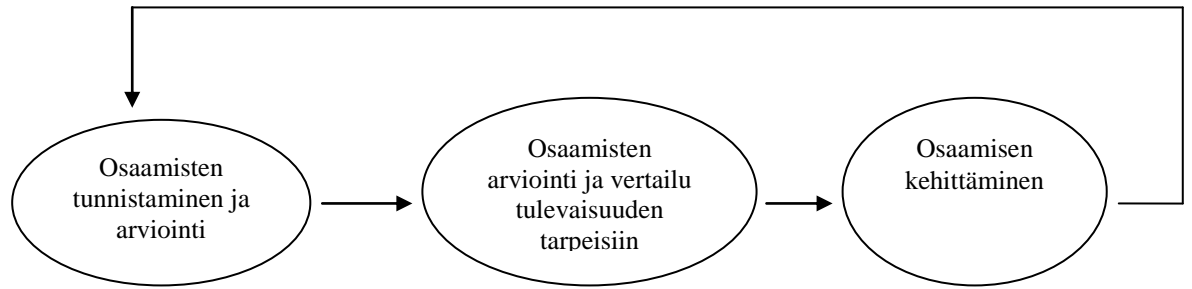 Osaamisten
tunnistaminen ja
arviointi
Osaamisten
arviointi ja vertailu
tulevaisuuden
tarpeisiin
Osaamisen
kehittäminen